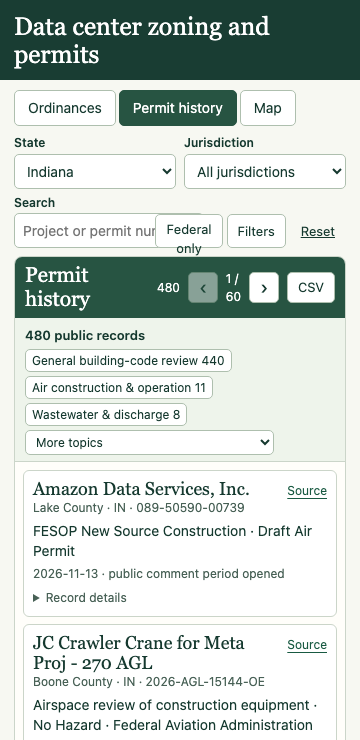 Data center zoning and
permits
Ordinances
Permit history
Map
State
Jurisdiction
Indiana
All jurisdictions
Search
Project or permit nur
Federal
only
Filters
Reset
Permit
history
480
‹
1 /
60
›
CSV
480 public records
General building-code review 440
Air construction & operation 11
Wastewater & discharge 8
More topics
Amazon Data Services, Inc.
Source
Lake County · IN · 089-50590-00739
FESOP New Source Construction · Draft Air
Permit
2026-11-13 · public comment period opened
▶ Record details
JC Crawler Crane for Meta
Proj - 270 AGL
Source
Boone County · IN · 2026-AGL-15144-OE
Airspace review of construction equipment ·
No Hazard · Federal Aviation Administration